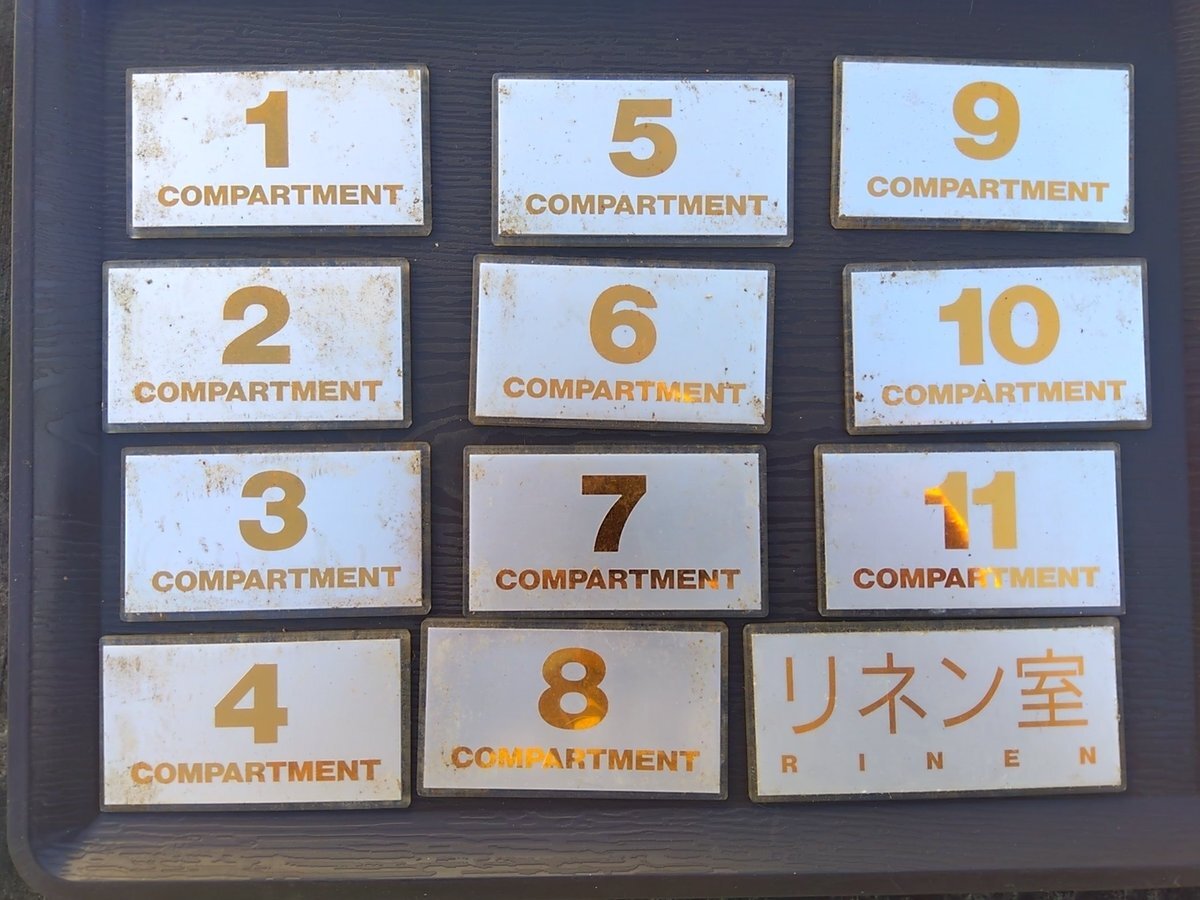 1
COMPARTMENT
2
COMPARTMENT
3
COMPARTMENT
4
COMPARTMENT
5
COMPARTMENT
6
COMPARTMENT
7
COMPARTMENT
8
COMPARTMENT
9
COMPARTMENT
10
COMPARTMENT
11
COMPARTMENT
リネン室
RINEN